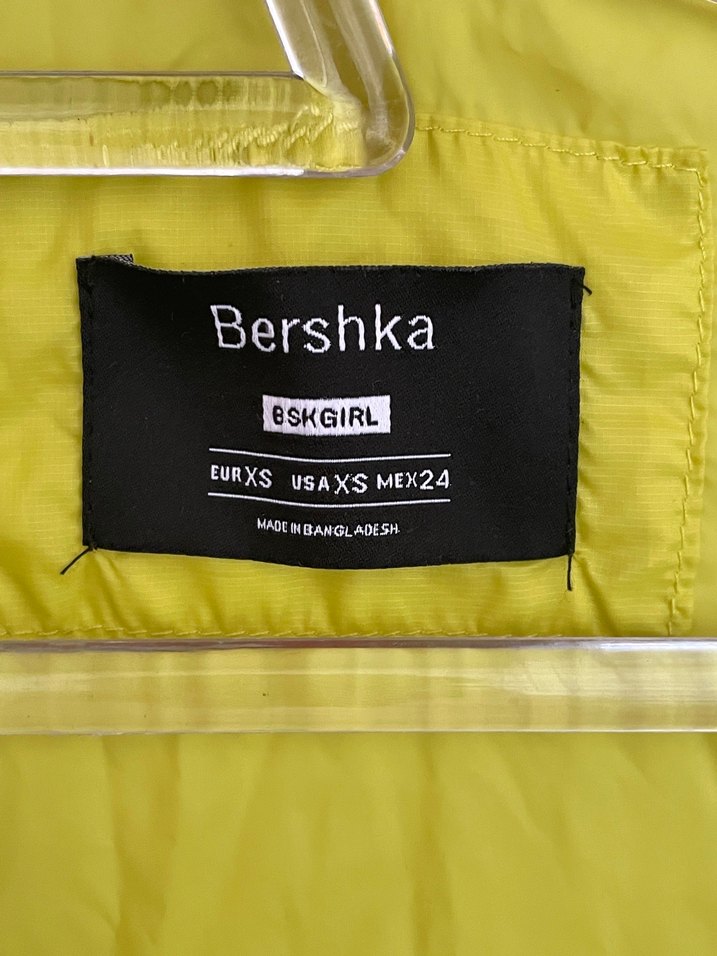 Bershka
BSKGIRL
EUR XS USA XS MEX 24
MADE IN BANGLADESH